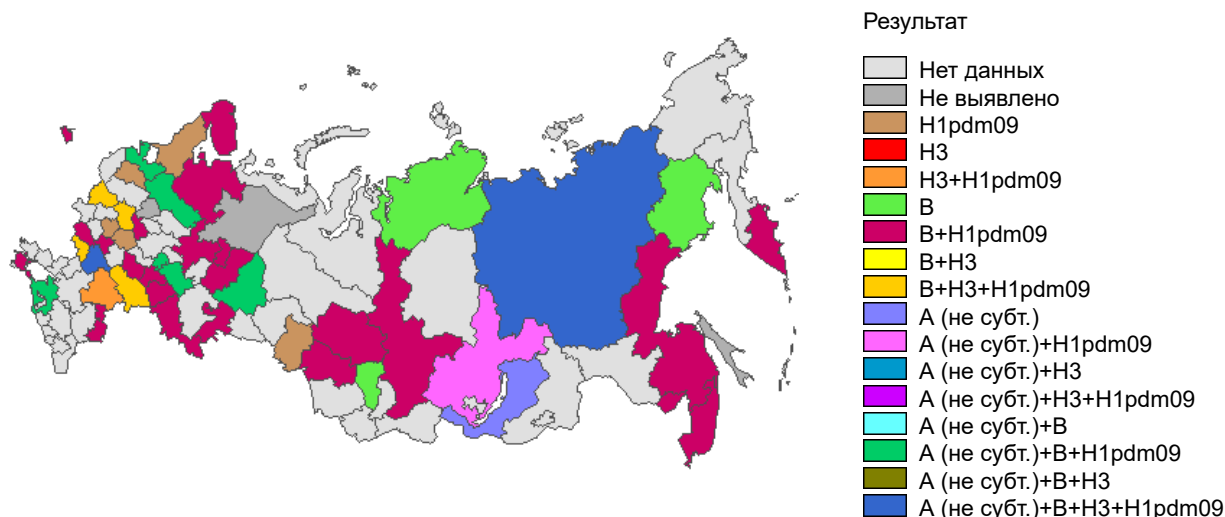 Результат
Нет данных
Не выявлено
H1pdm09
H3
H3+H1pdm09
B
B+H1pdm09
B+H3
B+H3+H1pdm09
А (не субт.)
А (не субт.)+H1pdm09
А (не субт.)+H3
А (не субт.)+H3+H1pdm09
А (не субт.)+B
А (не субт.)+B+H1pdm09
А (не субт.)+B+H3
А (не субт.)+B+H3+H1pdm09